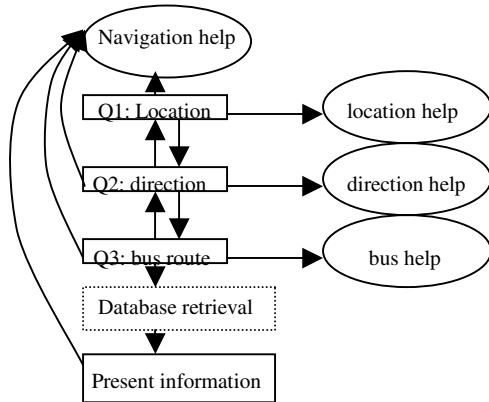 Navigation help
Q1: Location
location help
Q2: direction
direction help
Q3: bus route
bus help
Database retrieval
Present information